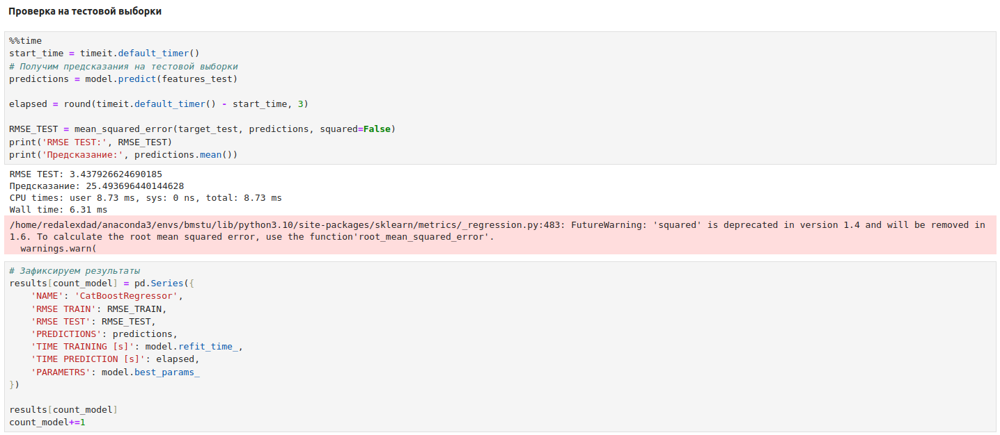 Проверка на тестовой выборки
%%time
start_time = timeit.default_timer()
# Получим предсказания на тестовой выборки
predictions = model.predict(features_test)
elapsed = round(timeit.default_timer() - start_time, 3)
RMSE_TEST = mean_squared_error(target_test, predictions, squared=False)
print('RMSE TEST:', RMSE_TEST)
print('Предсказание:', predictions.mean())
RMSE TEST: 3.437926624690185
Предсказание: 25.493696440144628
CPU times: user 8.73 ms, sys: 0 ns, total: 8.73 ms
Wall time: 6.31 ms
/home/redalexdad/anaconda3/envs/bmstu/lib/python3.10/site-packages/sklearn/metrics/_regression.py:483: FutureWarning: 'squared' is deprecated in version 1.4 and will be removed in
1.6. To calculate the root mean squared error, use the function'root_mean_squared_error'.
  warnings.warn(
# Зафиксируем результаты
results[count_model] = pd.Series({
    'NAME': 'CatBoostRegressor',
    'RMSE TRAIN': RMSE_TRAIN,
    'RMSE TEST': RMSE_TEST,
    'PREDICTIONS': predictions,
    'TIME TRAINING [s]': model.refit_time_,
    'TIME PREDICTION [s]': elapsed,
    'PARAMETRS': model.best_params_
})
results[count_model]
count_model+=1